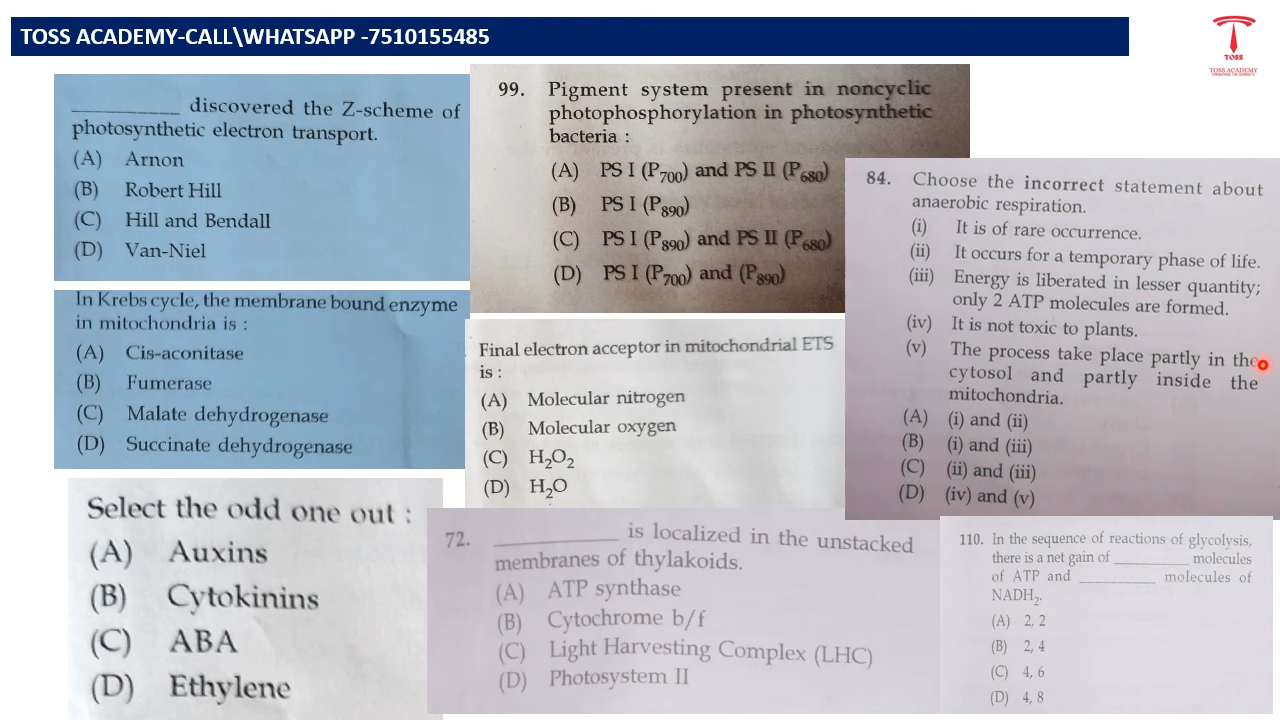 TOSS ACADEMY-CALL\WHATSAPP -7510155485
TOSS
TOSS ACADEMY
_________ discovered the Z-scheme of
photosynthetic electron transport.
(A) Arnon
(B) Robert Hill
(C) Hill and Bendall
(D) Van-Niel
99. Pigment system present in noncyclic
photophosphorylation in photosynthetic
bacteria :
(A) PS I (P700) and PS II (P680)
(B) PS I (P890)
(C) PS I (P890) and PS II (P680)
(D) PS I (P700) and (P890)
84. Choose the incorrect statement about
anaerobic respiration.
(i) It is of rare occurrence.
(ii) It occurs for a temporary phase of life.
(iii) Energy is liberated in lesser quantity;
only 2 ATP molecules are formed.
(iv) It is not toxic to plants.
(v) The process take place partly in the
cytosol and partly inside the
mitochondria.
(A) (i) and (ii)
(B) (i) and (iii)
(C) (ii) and (iii)
(D) (iv) and (v)
In Krebs cycle, the membrane bound enzyme
in mitochondria is :
(A) Cis-aconitase
(B) Fumerase
(C) Malate dehydrogenase
(D) Succinate dehydrogenase
Final electron acceptor in mitochondrial ETS
is :
(A) Molecular nitrogen
(B) Molecular oxygen
(C) H2O2
(D) H2O
Select the odd one out :
(A) Auxins
(B) Cytokinins
(C) ABA
(D) Ethylene
72. _________ is localized in the unstacked
membranes of thylakoids.
(A) ATP synthase
(B) Cytochrome b/f
(C) Light Harvesting Complex (LHC)
(D) Photosystem II
110. In the sequence of reactions of glycolysis,
there is a net gain of _________ molecules
of ATP and _________ molecules of
NADH2.
(A) 2, 2
(B) 2, 4
(C) 4, 6
(D) 4, 8